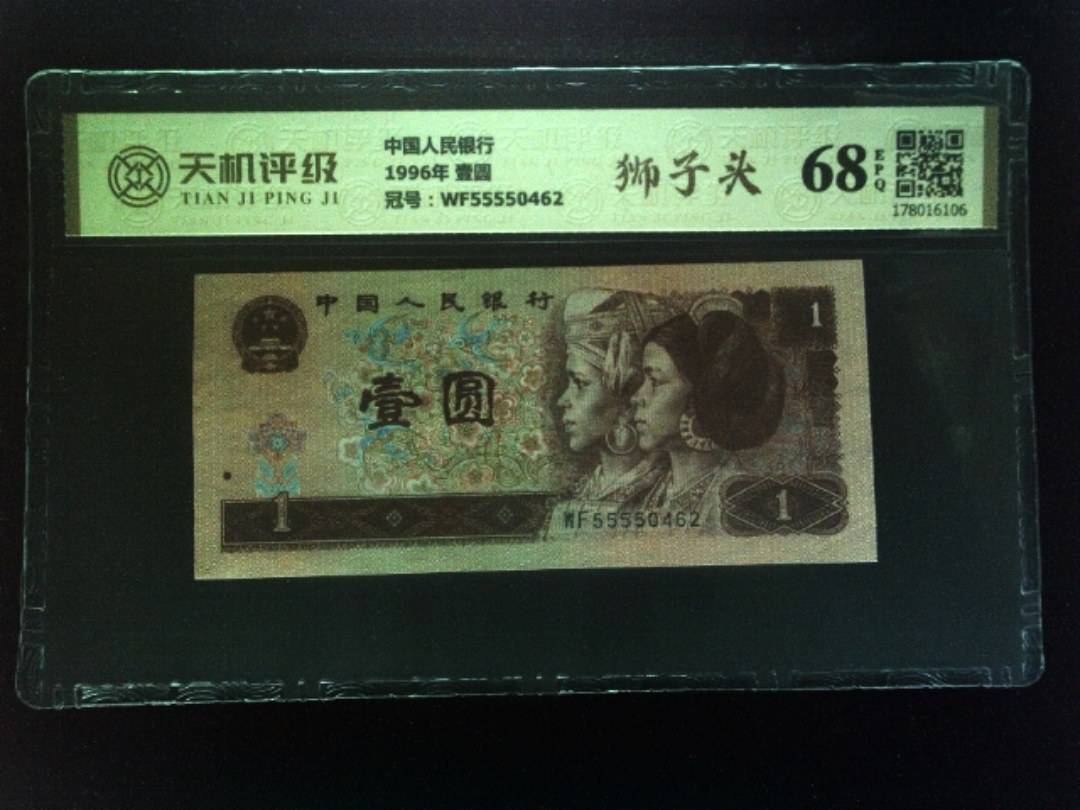 天机评级
TIAN JI PING JI
中国人民银行
1996年 壹圆
冠号：WF55550462
狮子头
68
EPQ
178016106
中国人民银行
1
壹圆
1
WF55550462
1